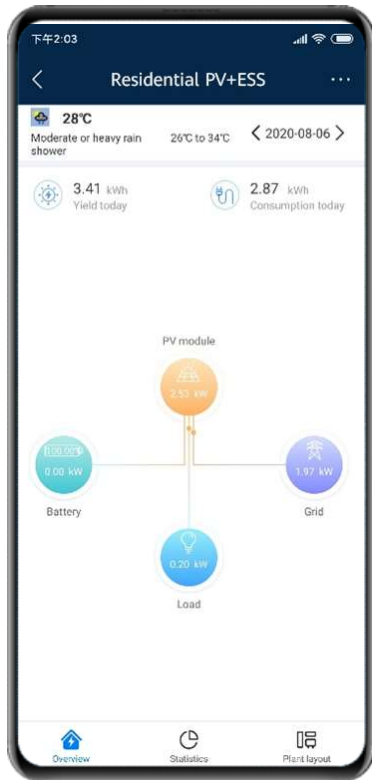 下午2:03
Residential PV+ESS
28℃
Moderate or heavy rain
shower
26℃ to 34℃
2020-08-06
3.41 kWh
Yield today
2.87 kWh
Consumption today
PV module
2.53 kW
100.00%
0.00 kW
Battery
1.97 kW
Grid
0.20 kW
Load
Overview
Statistics
Plant layout